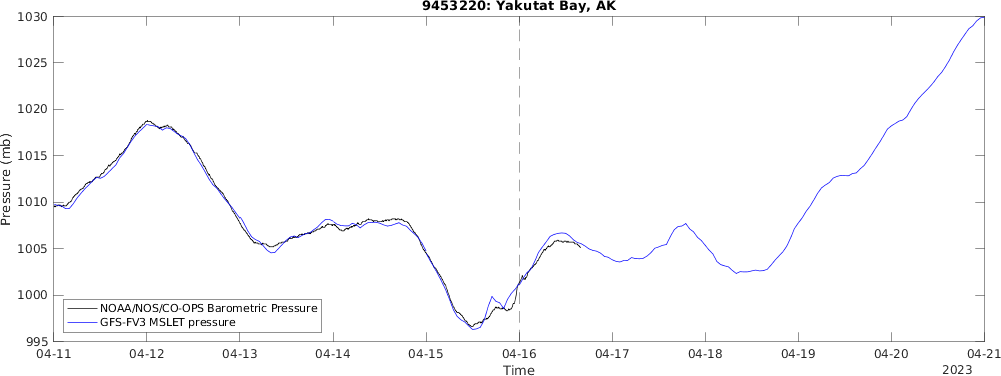 9453220: Yakutat Bay, AK
Pressure (mb)
1030
1025
1020
1015
1010
1005
1000
995
NOAA/NOS/CO-OPS Barometric Pressure
GFS-FV3 MSLET pressure
04-11 04-12 04-13 04-14 04-15 04-16 04-17 04-18 04-19 04-20 04-21
Time
2023